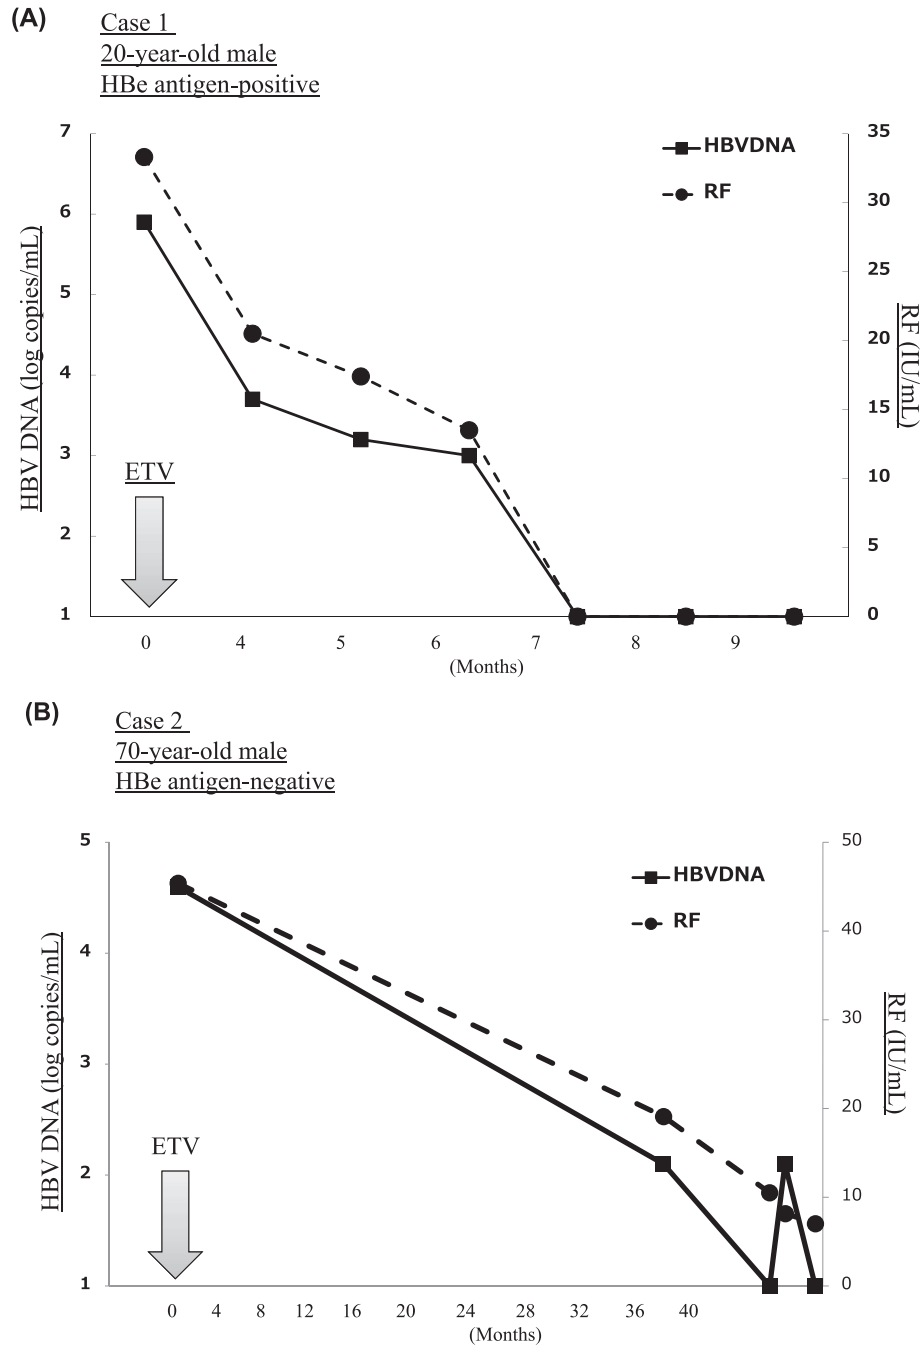 (A)
Case 1
20-year-old male
HBe antigen-positive
7
6
5
4
3
2
1
HBV DNA (log copies/mL)
35
30
25
20
15
10
5
0
RF (IU/mL)
HBVDNA
RF
ETV
0 4 5 6 7 8 9
(Months)
(B)
Case 2
70-year-old male
HBe antigen-negative
5
4
3
2
1
HBV DNA (log copies/mL)
50
40
30
20
10
0
RF (IU/mL)
HBVDNA
RF
ETV
0 4 8 12 16 20 24 28 32 36 40
(Months)